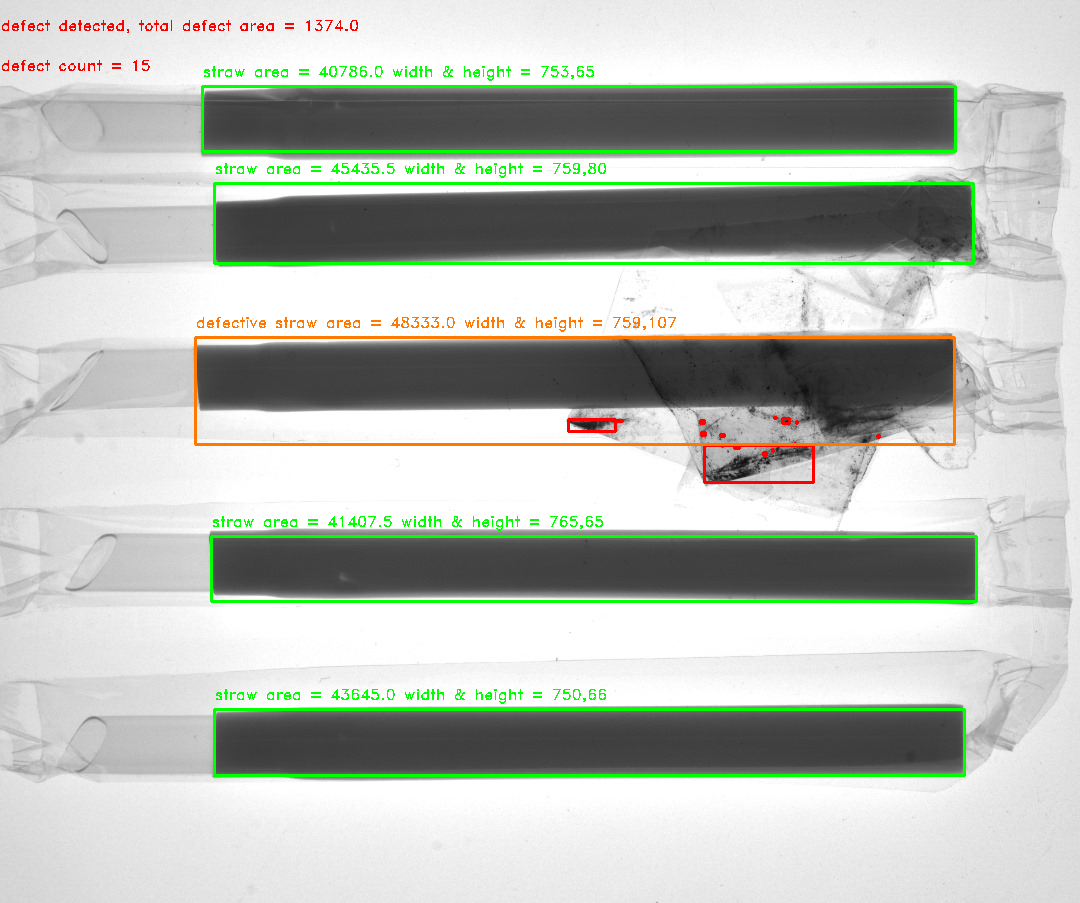 defect detected, total defect area = 1374.0
defect count = 15
straw area = 40786.0 width & height = 753,65
straw area = 45435.5 width & height = 759,80
defective straw area = 48333.0 width & height = 759,107
straw area = 41407.5 width & height = 765,65
straw area = 43645.0 width & height = 750,66